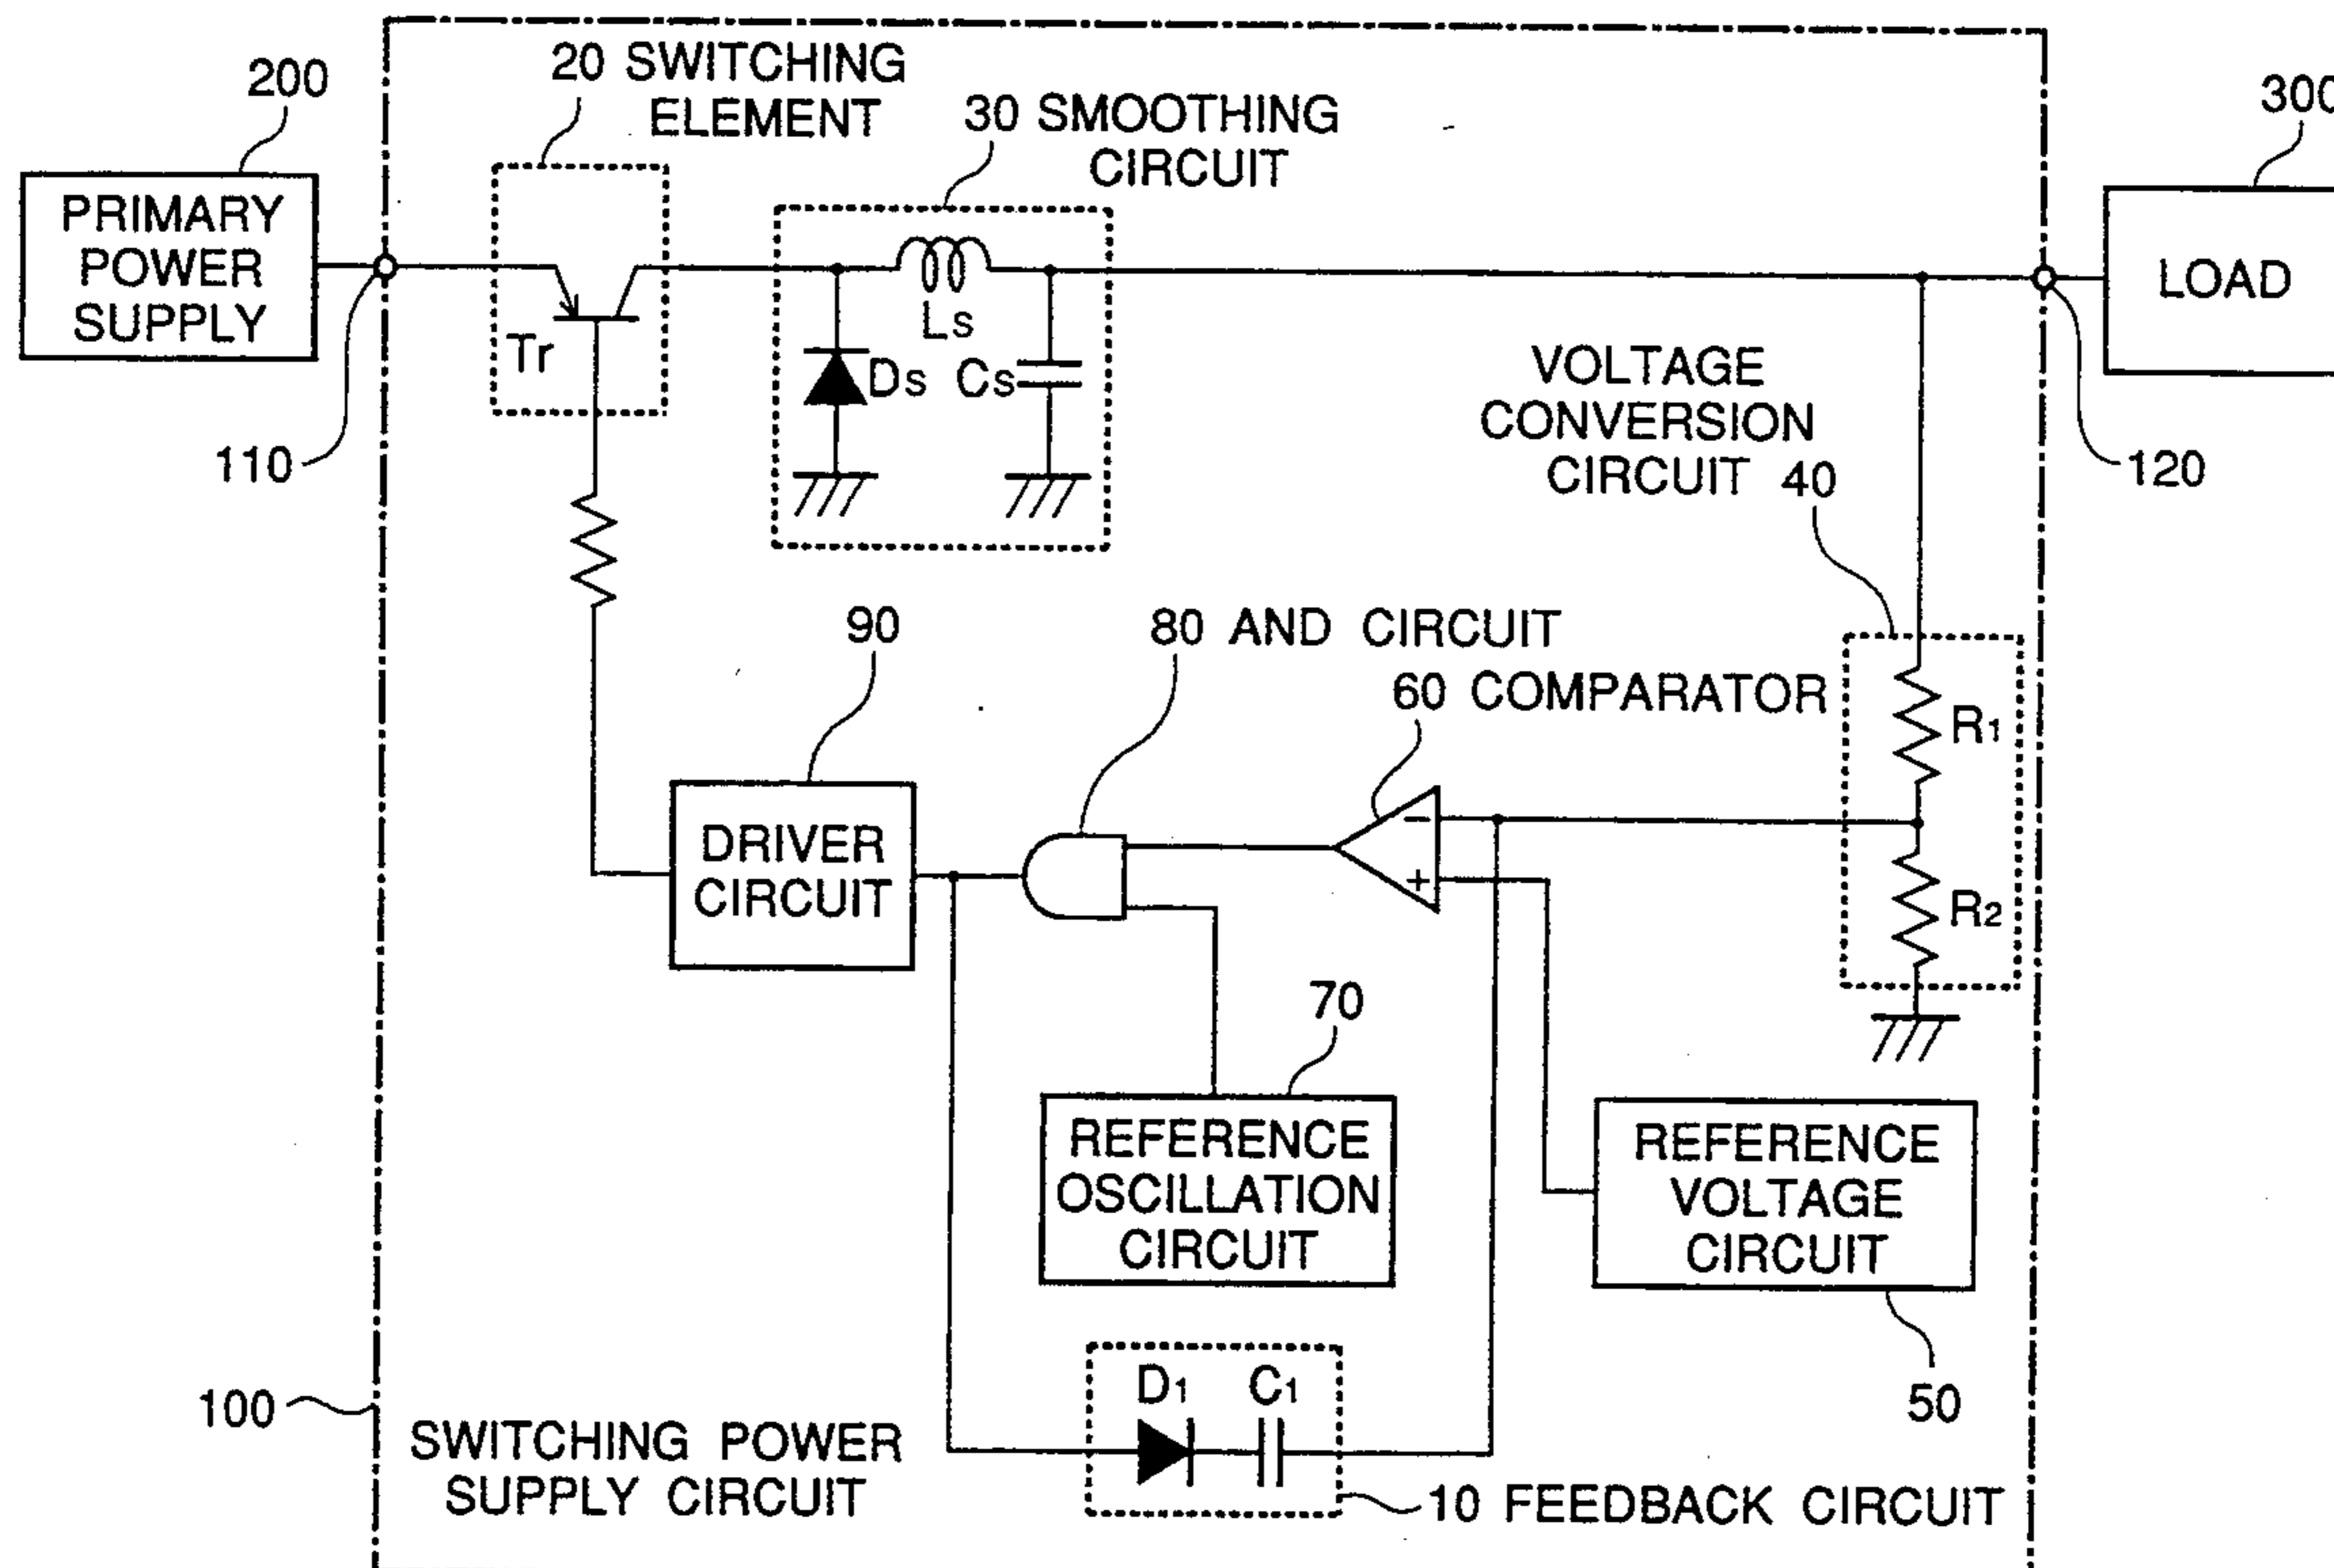 200
20 SWITCHING
ELEMENT
30 SMOOTHING
CIRCUIT
300
PRIMARY
POWER
SUPPLY
LOAD
Tr
Ls
Ds
Cs
110
VOLTAGE
CONVERSION
CIRCUIT 40
120
90
80 AND CIRCUIT
60 COMPARATOR
R1
DRIVER
CIRCUIT
−
+
R2
70
REFERENCE
OSCILLATION
CIRCUIT
REFERENCE
VOLTAGE
CIRCUIT
50
100
SWITCHING POWER
SUPPLY CIRCUIT
D1
C1
10 FEEDBACK CIRCUIT